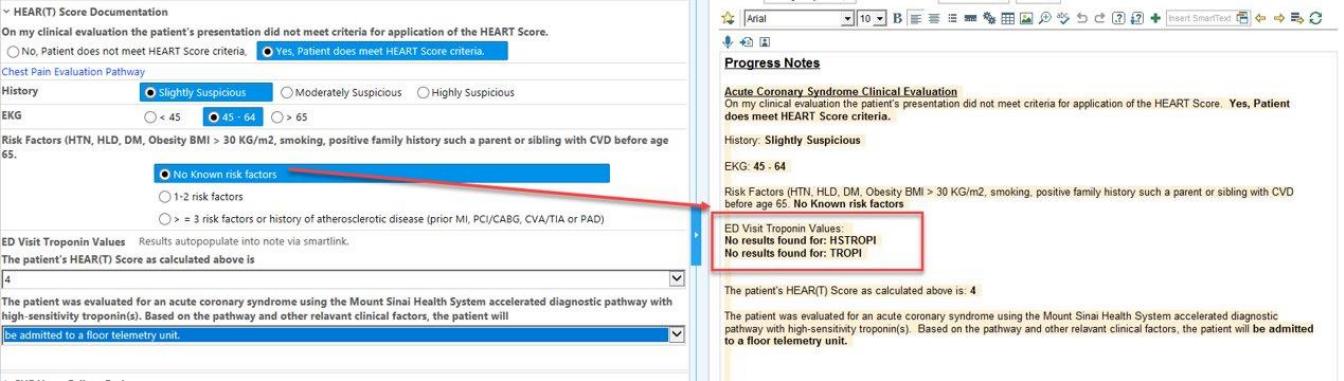 HEAR(T) Score Documentation
On my clinical evaluation the patient's presentation did not meet criteria for application of the HEART Score.
No, Patient does not meet HEART Score criteria, Yes, Patient does meet HEART Score criteria.
Chest Pain Evaluation Pathway
History Slightly Suspicious Moderately Suspicious Highly Suspicious
EKG < 45 45 - 64 > 65
Risk Factors (HTN, HLD, DM, Obesity BMI > 30 KG/m2, smoking, positive family history such a parent or sibling with CVD before age
65.
No Known risk factors
1-2 risk factors
> = 3 risk factors or history of atherosclerotic disease (prior MI, PCI/CABG, CVA/TIA or PAD)
ED Visit Troponin Values Results autopopulate into note via smartlink.
The patient's HEAR(T) Score as calculated above is
4
The patient was evaluated for an acute coronary syndrome using the Mount Sinai Health System accelerated diagnostic pathway with
high-sensitivity troponin(s). Based on the pathway and other relavant clinical factors, the patient will
be admitted to a floor telemetry unit.
Arial 10 B Insert SmartText
Progress Notes
Acute Coronary Syndrome Clinical Evaluation
On my clinical evaluation the patient's presentation did not meet criteria for application of the HEART Score. Yes, Patient
does meet HEART Score criteria.
History: Slightly Suspicious
EKG: 45 - 64
Risk Factors (HTN, HLD, DM, Obesity BMI > 30 KG/m2, smoking, positive family history such a parent or sibling with CVD
before age 65. No Known risk factors
ED Visit Troponin Values:
No results found for: HSTROPI
No results found for: TROPI
The patient's HEAR(T) Score as calculated above is: 4
The patient was evaluated for an acute coronary syndrome using the Mount Sinai Health System accelerated diagnostic
pathway with high-sensitivity troponin(s). Based on the pathway and other relavant clinical factors, the patient will be admitted
to a floor telemetry unit.